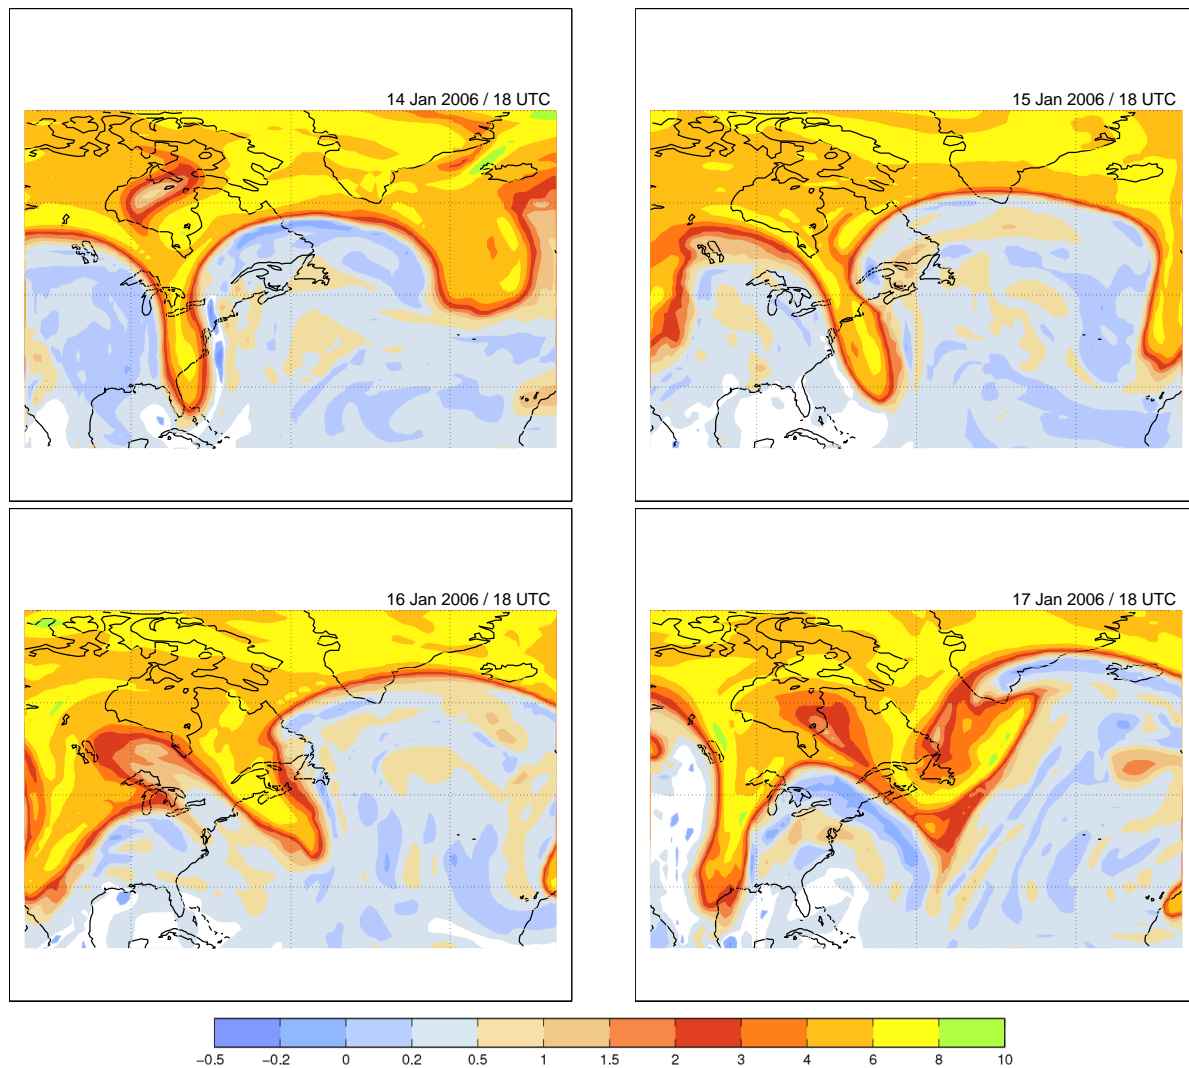 14 Jan 2006 / 18 UTC
15 Jan 2006 / 18 UTC
16 Jan 2006 / 18 UTC
17 Jan 2006 / 18 UTC
−0.5 −0.2 0 0.2 0.5 1 1.5 2 3 4 6 8 10